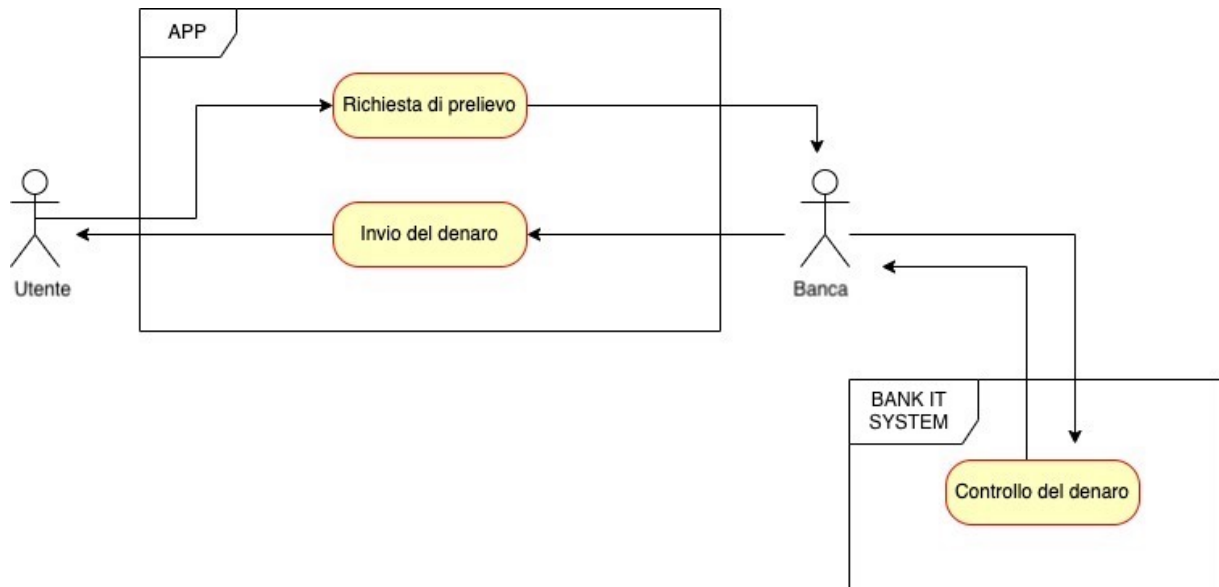 APP
Richiesta di prelievo
Invio del denaro
Utente
Banca
BANK IT
SYSTEM
Controllo del denaro